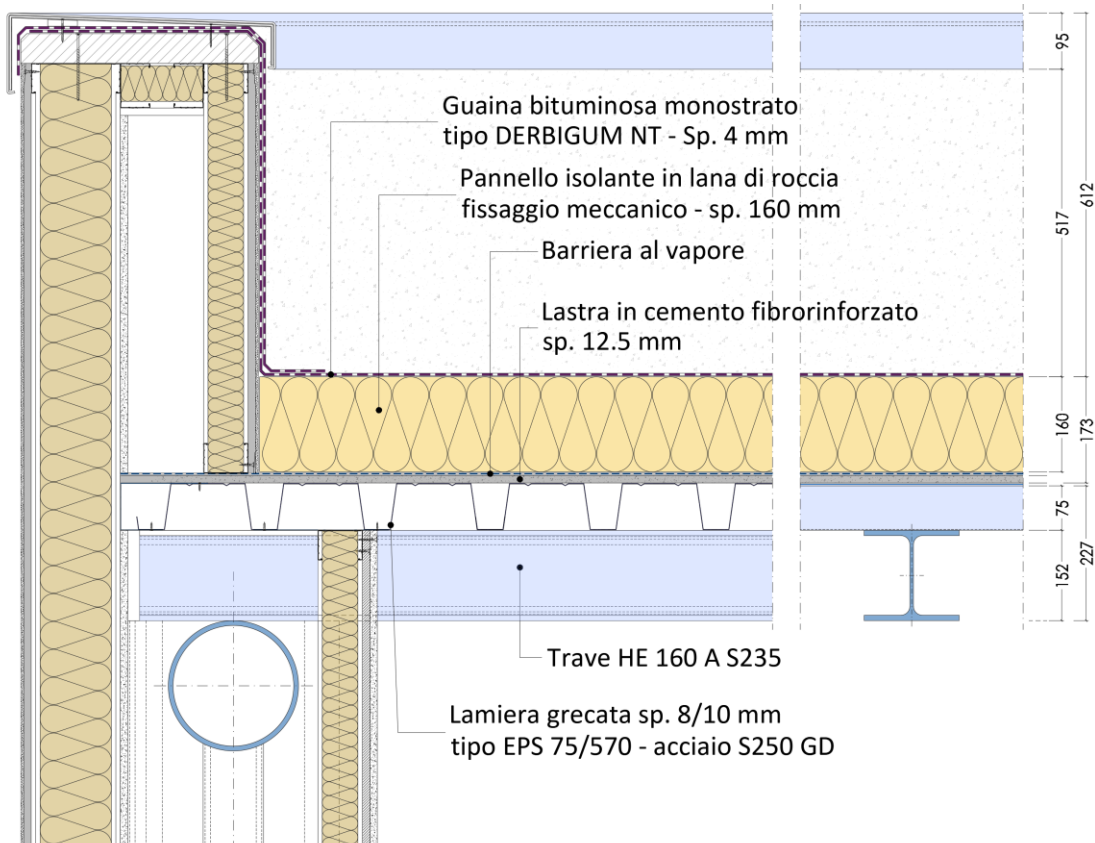 Guaina bituminosa monostrato
tipo DERBIGUM NT - Sp. 4 mm
Pannello isolante in lana di roccia
fissaggio meccanico - sp. 160 mm
Barriera al vapore
Lastra in cemento fibrorinforzato
sp. 12.5 mm
Trave HE 160 A S235
Lamiera grecata sp. 8/10 mm
tipo EPS 75/570 - acciaio S250 GD
95
612
517
160
173
75
227
152